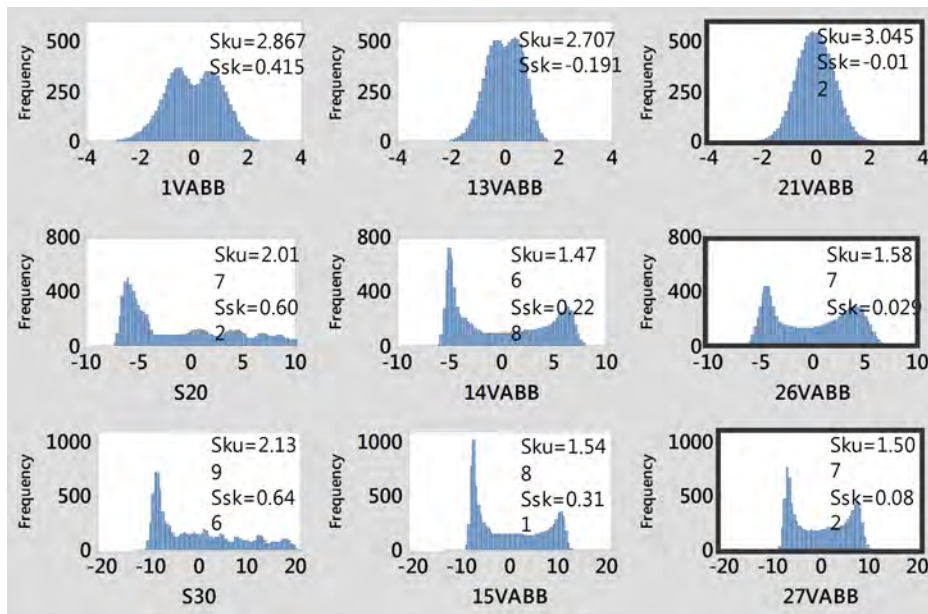 Frequency
500
250
0
Sku=2.867
Ssk=0.415
-4 -2 0 2 4
1VABB
Frequency
500
250
0
Sku=2.707
Ssk=-0.191
-4 -2 0 2 4
13VABB
Frequency
500
250
0
Sku=3.045
Ssk=-0.01
2
-4 -2 0 2 4
21VABB
Frequency
800
400
0
Sku=2.01
7
Ssk=0.60
2
-10 -5 0 5 10
S20
Frequency
800
400
0
Sku=1.47
6
Ssk=0.22
8
-10 -5 0 5 10
14VABB
Frequency
800
400
0
Sku=1.58
7
Ssk=0.029
-10 -5 0 5 10
26VABB
Frequency
1000
500
0
Sku=2.13
9
Ssk=0.64
6
-20 -10 0 10 20
S30
Frequency
1000
500
0
Sku=1.54
8
Ssk=0.31
1
-20 -10 0 10 20
15VABB
Frequency
1000
500
0
Sku=1.50
7
Ssk=0.08
2
-20 -10 0 10 20
27VABB